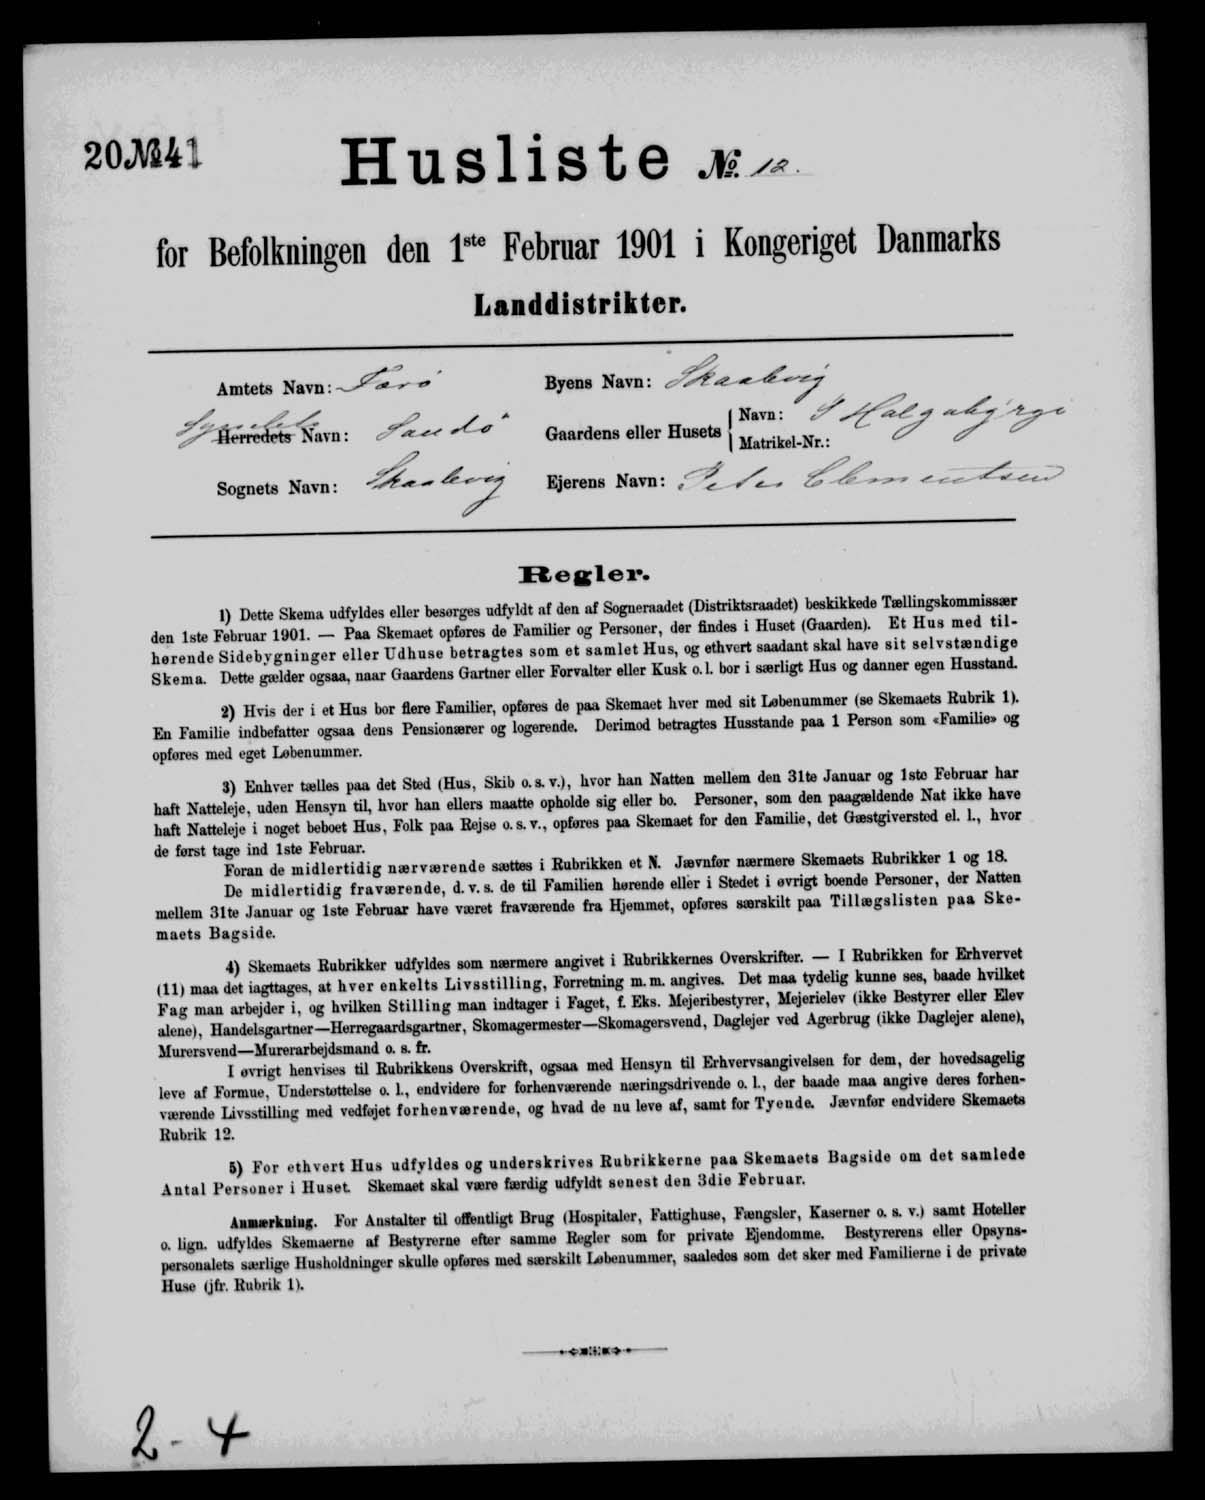 20 № 41
Husliste №. 12.
for Befolkningen den 1ste Februar 1901 i Kongeriget Danmarks
Landdistrikter.
Amtets Navn: Færö
Byens Navn: Skaalevig
Sysselets
Herredets Navn: Sandö
Gaardens eller Husets Navn: I Halgabyrgi
Matrikel-Nr.:
Sognets Navn: Skaalevig
Ejerens Navn: Peter Clementsen
Regler.
1) Dette Skema udfyldes eller besørges udfyldt af den af Sogneraadet (Distriktsraadet) beskikkede Tællingskommissær
den 1ste Februar 1901. — Paa Skemaet opføres de Familier og Personer, der findes i Huset (Gaarden). Et Hus med til-
hørende Sidebygninger eller Udhuse betragtes som et samlet Hus, og ethvert saadant skal have sit selvstændige
Skema. Dette gælder ogsaa, naar Gaardens Gartner eller Forvalter eller Kusk o. l. bor i særligt Hus og danner egen Husstand.
2) Hvis der i et Hus bor flere Familier, opføres de paa Skemaet hver med sit Løbenummer (se Skemaets Rubrik 1).
En Familie indbefatter ogsaa dens Pensionærer og logerende. Derimod betragtes Husstande paa 1 Person som «Familie» og
opføres med eget Løbenummer.
3) Enhver tælles paa det Sted (Hus, Skib o. s. v.), hvor han Natten mellem den 31te Januar og 1ste Februar har
haft Natteleje, uden Hensyn til, hvor han ellers maatte opholde sig eller bo. Personer, som den paagældende Nat ikke have
haft Natteleje i noget beboet Hus, Folk paa Rejse o. s. v., opføres paa Skemaet for den Familie, det Gæstgiversted el. l., hvor
de først tage ind 1ste Februar.
Foran de midlertidig nærværende sættes i Rubrikken et N. Jævnfør nærmere Skemaets Rubrikker 1 og 18.
De midlertidig fraværende, d. v. s. de til Familien hørende eller i Stedet i øvrigt boende Personer, der Natten
mellem 31te Januar og 1ste Februar have været fraværende fra Hjemmet, opføres særskilt paa Tillægslisten paa Ske-
maets Bagside.
4) Skemaets Rubrikker udfyldes som nærmere angivet i Rubrikkernes Overskrifter. — I Rubrikken for Erhvervet
(11) maa det iagttages, at hver enkelts Livsstilling, Forretning m. m. angives. Det maa tydelig kunne ses, baade hvilket
Fag man arbejder i, og hvilken Stilling man indtager i Faget, f. Eks. Mejeribestyrer, Mejerielev (ikke Bestyrer eller Elev
alene), Handelsgartner—Herregaardsgartner, Skomagermester—Skomagersvend, Daglejer ved Agerbrug (ikke Daglejer alene),
Murersvend—Murerarbejdsmand o. s. fr.
I øvrigt henvises til Rubrikkens Overskrift, ogsaa med Hensyn til Erhvervsangivelsen for dem, der hovedsagelig
leve af Formue, Understøttelse o. l., endvidere for forhenværende næringsdrivende o. l., der baade maa angive deres forhen-
værende Livsstilling med vedføjet forhenværende, og hvad de nu leve af, samt for Tyende. Jævnfør endvidere Skemaets
Rubrik 12.
5) For ethvert Hus udfyldes og underskrives Rubrikkerne paa Skemaets Bagside om det samlede
Antal Personer i Huset. Skemaet skal være færdig udfyldt senest den 3die Februar.
Anmærkning. For Anstalter til offentligt Brug (Hospitaler, Fattighuse, Fængsler, Kaserner o. s. v.) samt Hoteller
o. lign. udfyldes Skemaerne af Bestyrerne efter samme Regler som for private Ejendomme. Bestyrerens eller Opsyns-
personalets særlige Husholdninger skulle opføres med særskilt Løbenummer, saaledes som det sker med Familierne i de private
Huse (jfr. Rubrik 1).
2 - 4